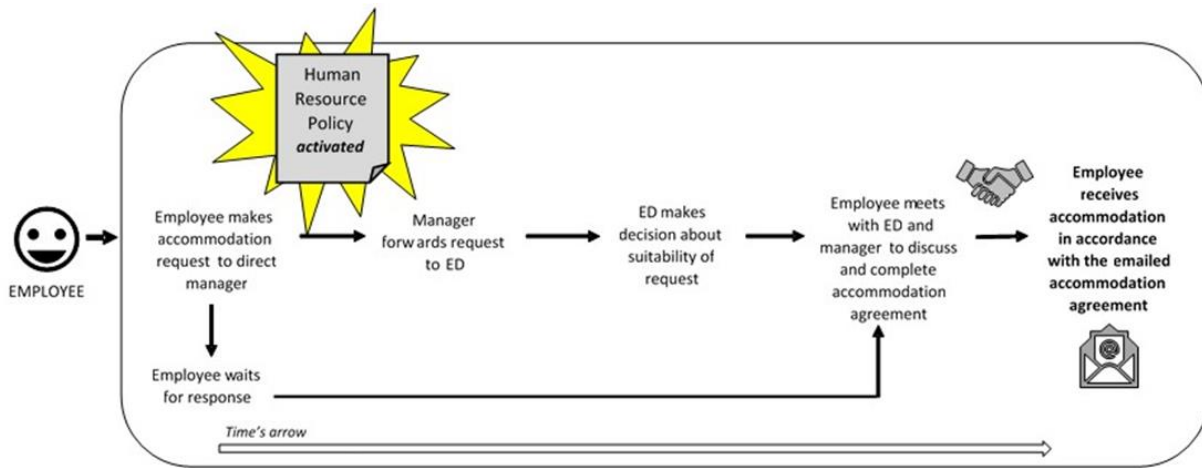 Human
Resource
Policy
activated
EMPLOYEE
Employee makes
accommodation
request to direct
manager
Manager
forwards request
to ED
ED makes
decision about
suitability of
request
Employee meets
with ED and
manager to discuss
and complete
accommodation
agreement
Employee
receives
accommodation
in accordance
with the emailed
accommodation
agreement
@
Employee waits
for response
Time's arrow